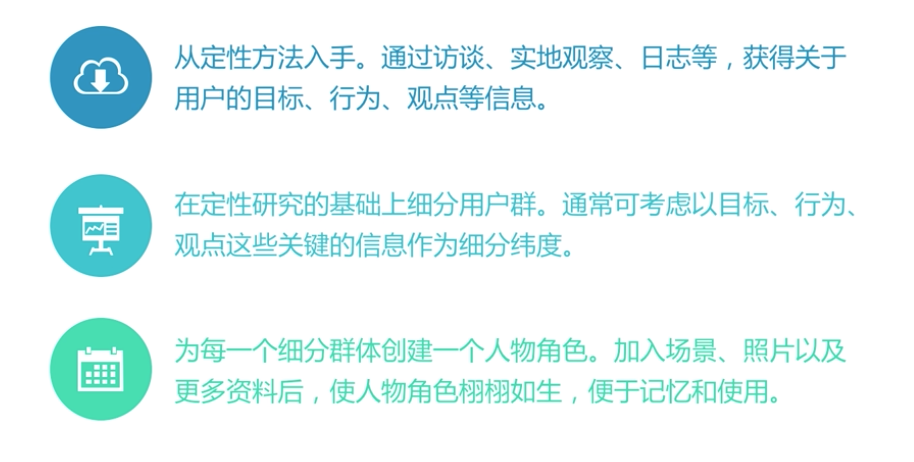 从定性方法入手。通过访谈、实地观察、日志等，获得关于
用户的目标、行为、观点等信息。
在定性研究的基础上细分用户群。通常可考虑以目标、行为、
观点这些关键的信息作为细分纬度。
为每一个细分群体创建一个人物角色。加入场景、照片以及
更多资料后，使人物角色栩栩如生，便于记忆和使用。